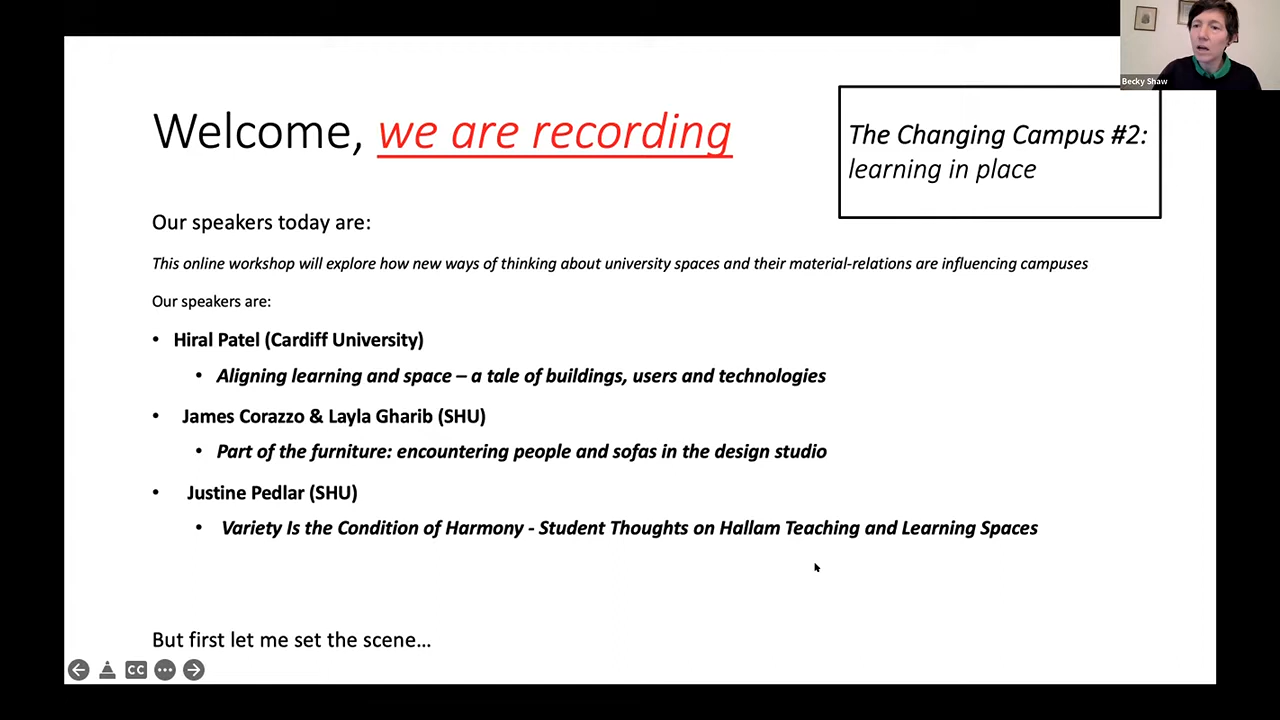 Becky Shaw
Welcome, we are recording
The Changing Campus #2:
learning in place
Our speakers today are:
This online workshop will explore how new ways of thinking about university spaces and their material-relations are influencing campuses
Our speakers are:
• Hiral Patel (Cardiff University)
• Aligning learning and space – a tale of buildings, users and technologies
• James Corazzo & Layla Gharib (SHU)
• Part of the furniture: encountering people and sofas in the design studio
• Justine Pedlar (SHU)
• Variety Is the Condition of Harmony - Student Thoughts on Hallam Teaching and Learning Spaces
But first let me set the scene…
CC